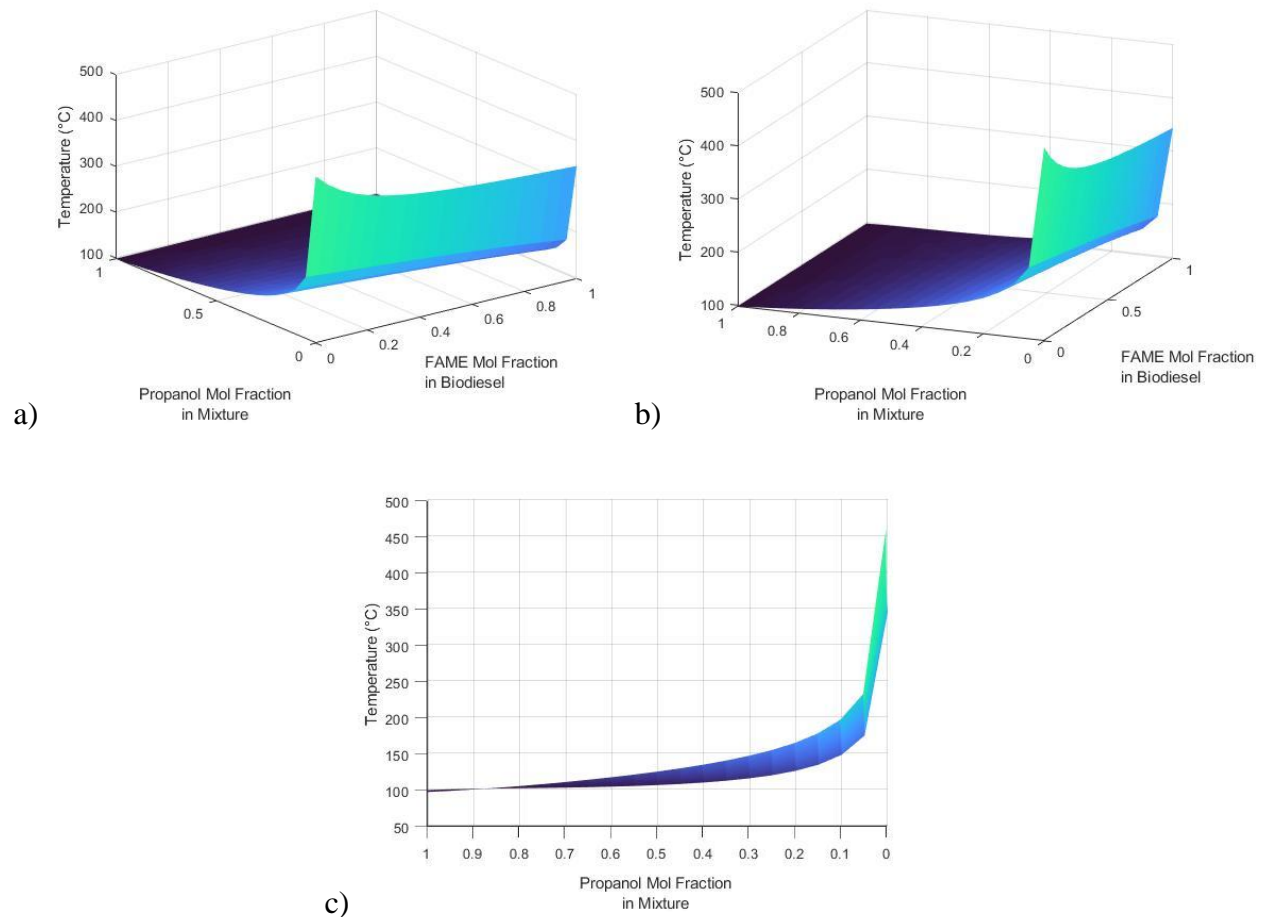 500
400
300
200
100
Temperature (°C)
1
0.5
0
0
0.2
0.4
0.6
0.8
1
Propanol Mol Fraction
in Mixture
FAME Mol Fraction
in Biodiesel
a)
500
400
300
200
100
Temperature (°C)
1
0.8
0.6
0.4
0.2
0
0
0.5
1
Propanol Mol Fraction
in Mixture
FAME Mol Fraction
in Biodiesel
b)
500
450
400
350
300
250
200
150
100
50
Temperature (°C)
1 0.9 0.8 0.7 0.6 0.5 0.4 0.3 0.2 0.1 0
Propanol Mol Fraction
in Mixture
c)